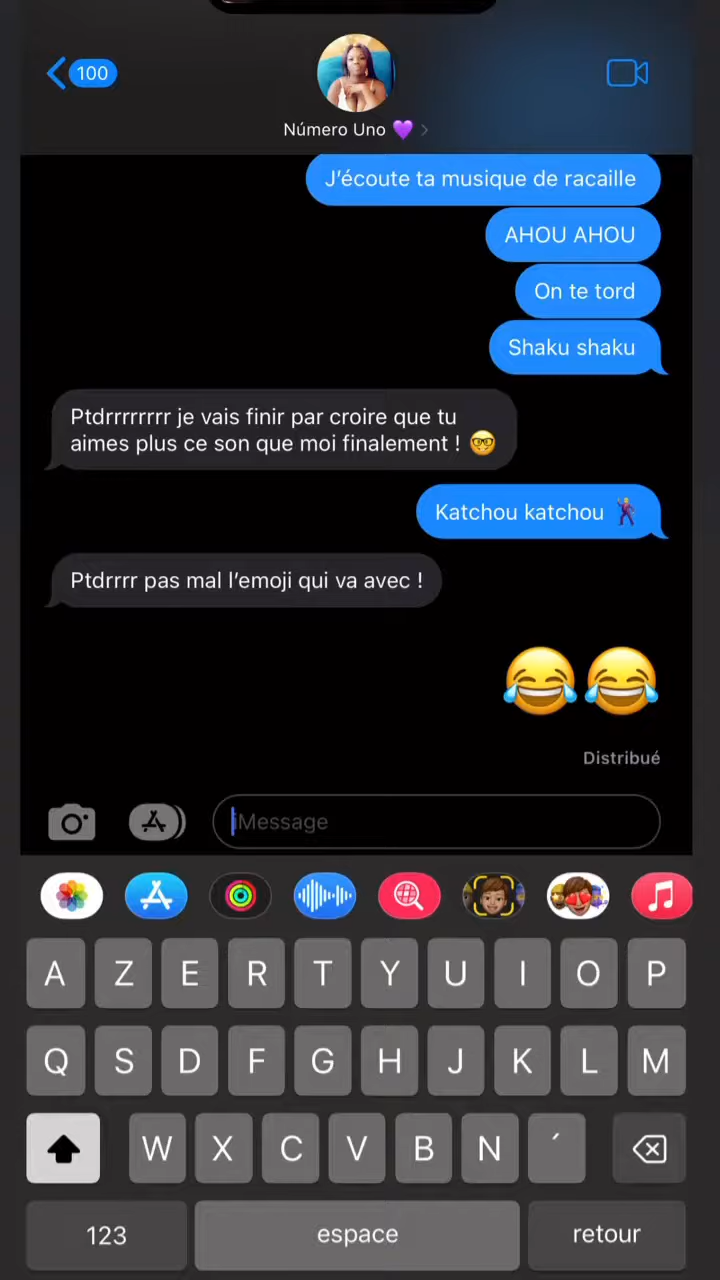 100
Número Uno 💜
J’écoute ta musique de racaille
AHOU AHOU
On te tord
Shaku shaku
Ptdrrrrrrrr je vais finir par croire que tu
aimes plus ce son que moi finalement ! 🤓
Katchou katchou 🕺
Ptdrrrr pas mal l’emoji qui va avec !
😂😂
Distribué
iMessage
A Z E R T Y U I O P
Q S D F G H J K L M
W X C V B N ´
123 espace retour